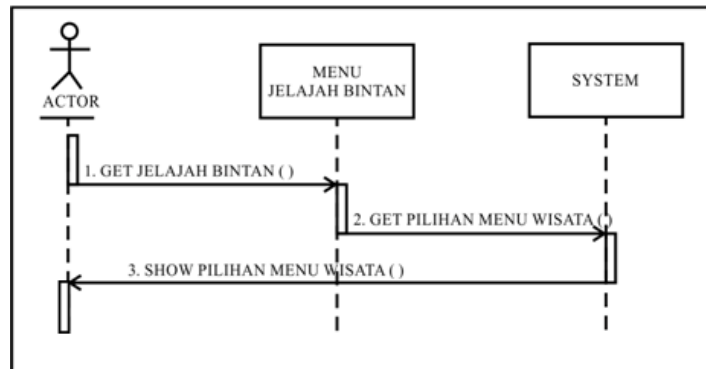 ACTOR
MENU
JELAJAH BINTAN
SYSTEM
1. GET JELAJAH BINTAN ( )
2. GET PILIHAN MENU WISATA ( )
3. SHOW PILIHAN MENU WISATA ( )